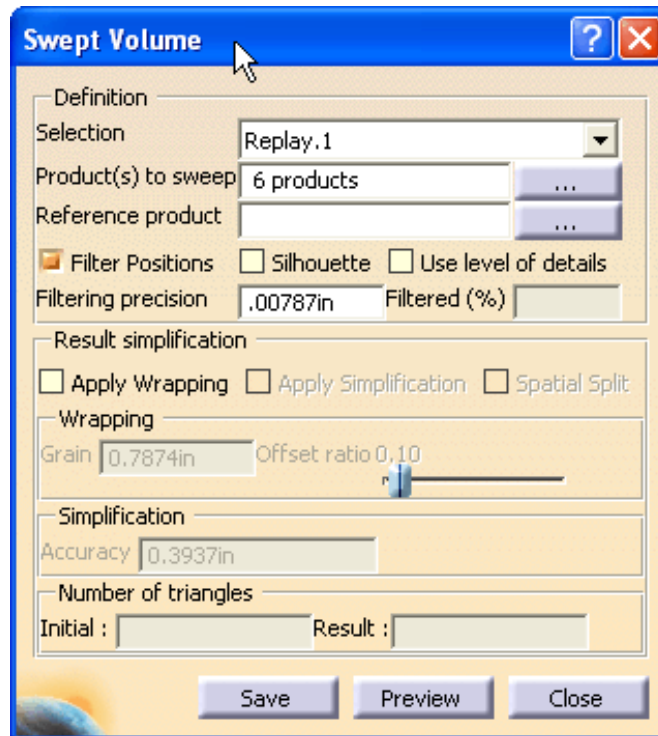 Swept Volume
Definition
Selection Replay.1
Product(s) to sweep 6 products ...
Reference product ...
Filter Positions Silhouette Use level of details
Filtering precision .00787in Filtered (%)
Result simplification
Apply Wrapping Apply Simplification Spatial Split
Wrapping
Grain 0.7874in Offset ratio 0.10
Simplification
Accuracy 0.3937in
Number of triangles
Initial : Result :
Save Preview Close